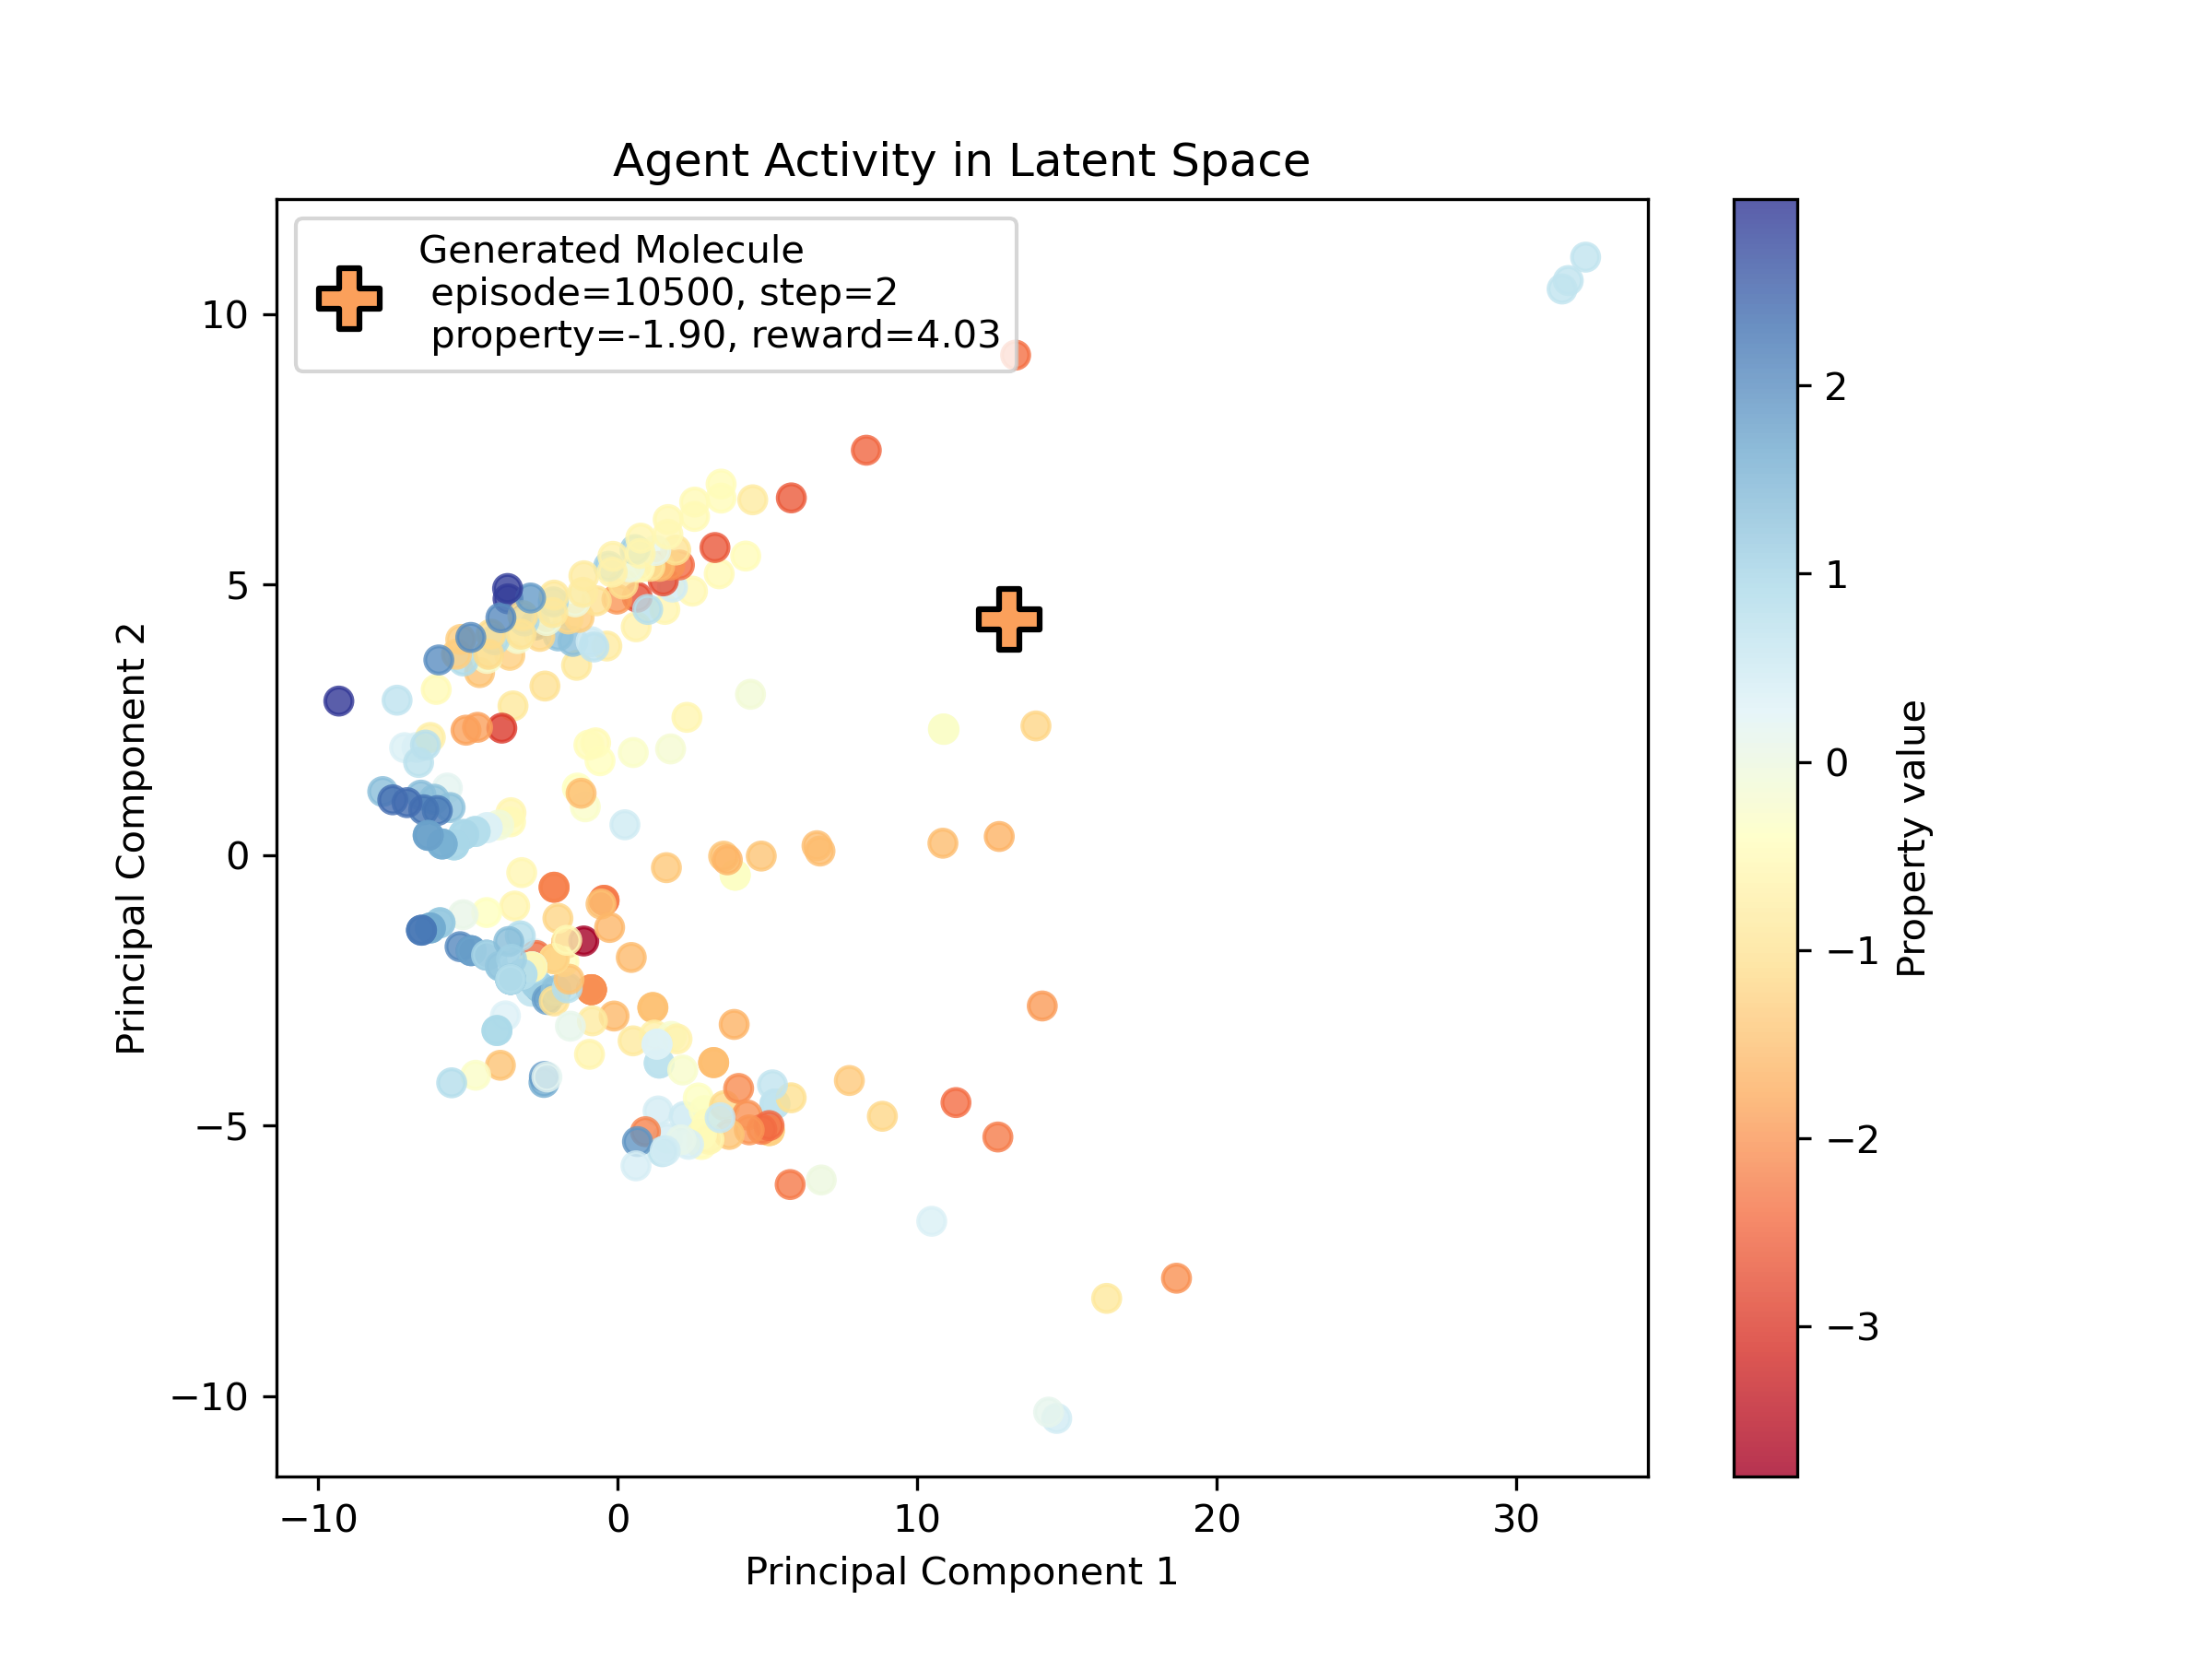 Agent Activity in Latent Space
Generated Molecule
episode=10500, step=2
property=-1.90, reward=4.03
10
5
0
−5
−10
Principal Component 2
−10
0
10
20
30
Principal Component 1
2
1
0
−1
−2
−3
Property value